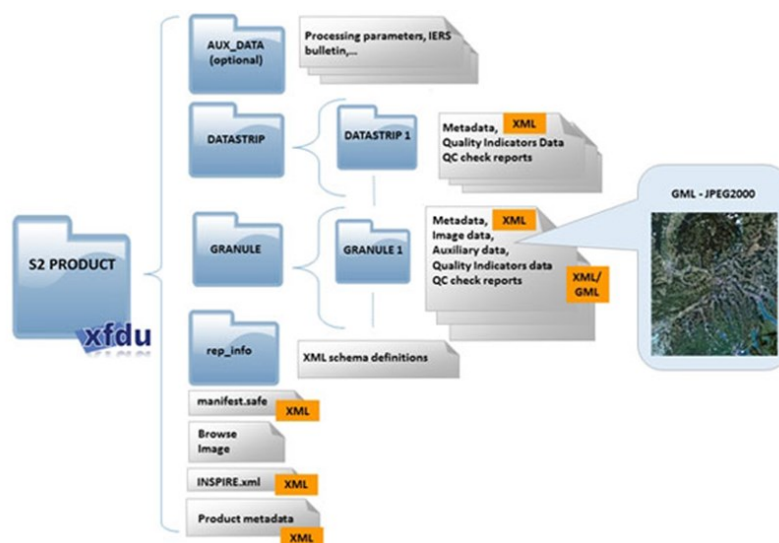 AUX_DATA
(optional)
Processing parameters, IERS
bulletin,...
DATASTRIP
DATASTRIP 1
Metadata,
XML
Quality Indicators Data
QC check reports
S2 PRODUCT
xfdu
GRANULE
GRANULE 1
Metadata,
XML
Image data,
Auxiliary data,
Quality Indicators data
QC check reports
XML/
GML
GML - JPEG2000
rep_info
XML schema definitions
manifest.safe
XML
Browse
Image
INSPIRE.xml
XML
Product metadata
XML